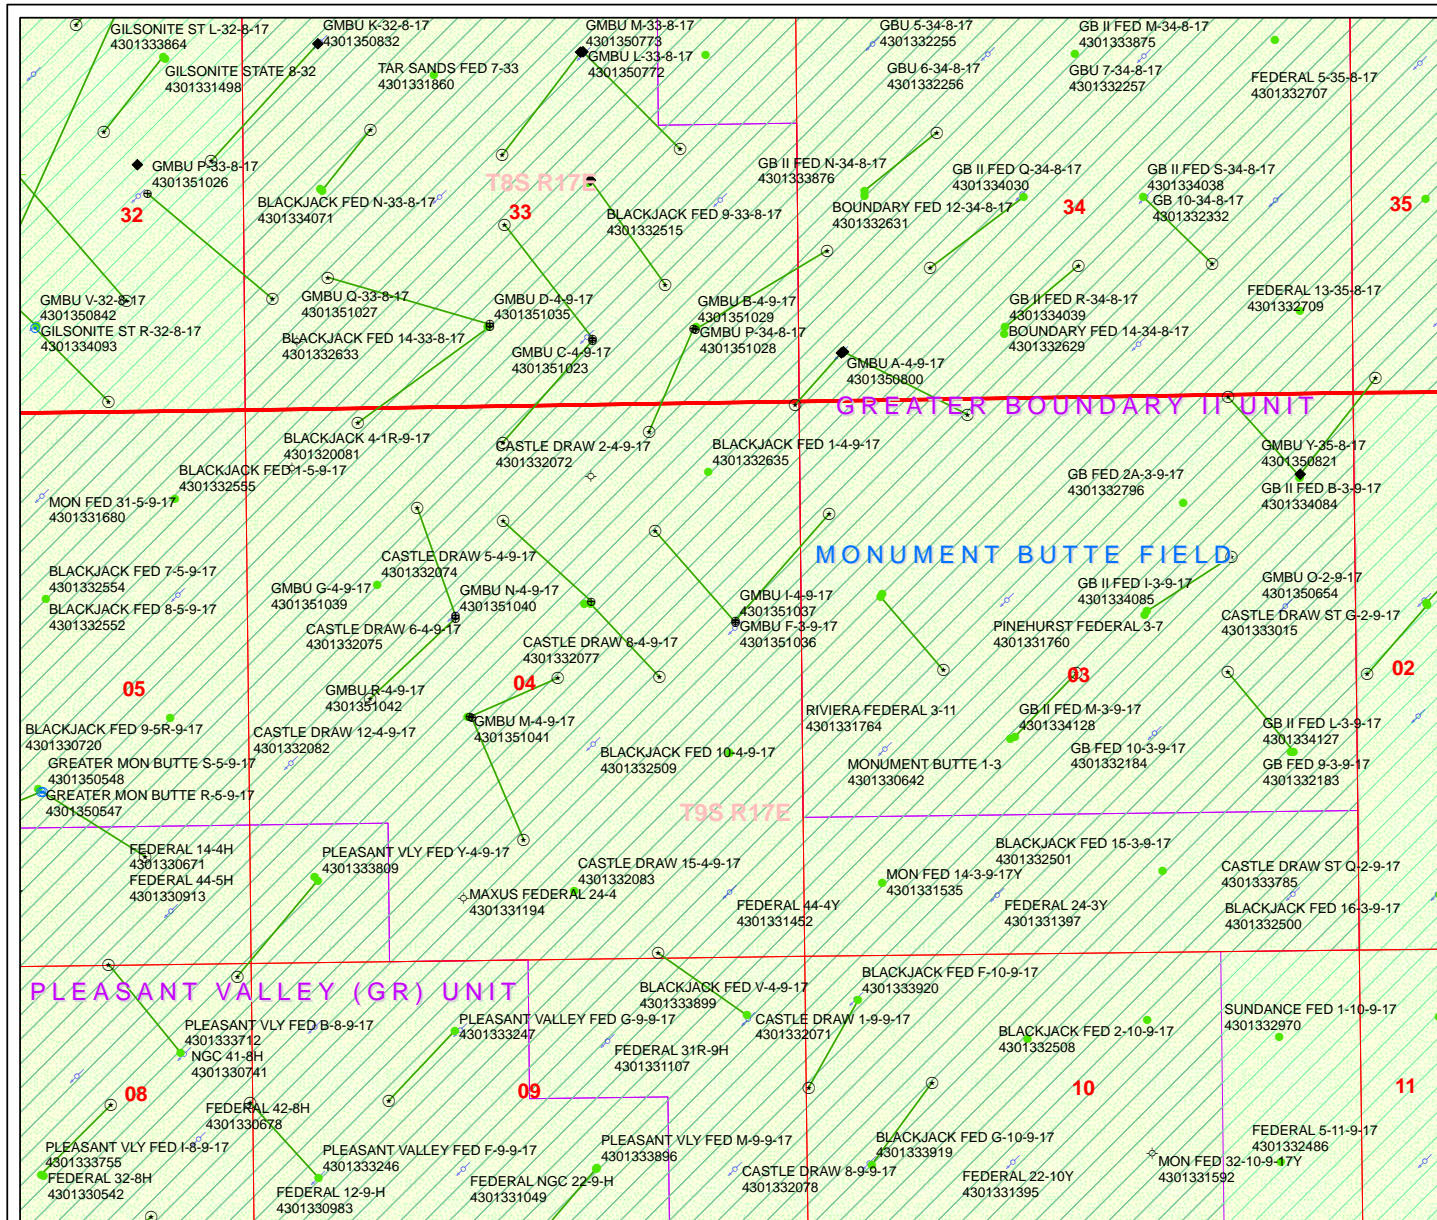 GILSONITE ST L-32-8-17
4301333864
GILSONITE STATE 8-32
4301331498
GMBU K-32-8-17
4301350832
TAR SANDS FED 7-33
4301331860
GMBU M-33-8-17
4301350773
GMBU L-33-8-17
4301350772
GBU 5-34-8-17
4301332255
GBU 6-34-8-17
4301332256
GB II FED M-34-8-17
4301333875
GBU 7-34-8-17
4301332257
FEDERAL 5-35-8-17
4301332707
GMBU P-33-8-17
4301351026
32
BLACKJACK FED N-33-8-17
4301334071
T8S R17E
33
BLACKJACK FED 9-33-8-17
4301332515
GB II FED N-34-8-17
4301333876
BOUNDARY FED 12-34-8-17
4301332631
GB II FED Q-34-8-17
4301334030
34
GB II FED S-34-8-17
4301334038
GB 10-34-8-17
4301332332
35
GMBU V-32-8-17
4301350842
GILSONITE ST R-32-8-17
4301334093
GMBU Q-33-8-17
4301351027
BLACKJACK FED 14-33-8-17
4301332633
GMBU D-4-9-17
4301351035
GMBU C-4-9-17
4301351023
GMBU B-4-9-17
4301351029
GMBU P-34-8-17
4301351028
GB II FED R-34-8-17
4301334039
BOUNDARY FED 14-34-8-17
4301332629
FEDERAL 13-35-8-17
4301332709
GMBU A-4-9-17
4301350800
GREATER BOUNDARY II UNIT
BLACKJACK 4-1R-9-17
4301320081
BLACKJACK FED 1-5-9-17
4301332555
MON FED 31-5-9-17
4301331680
CASTLE DRAW 2-4-9-17
4301332072
BLACKJACK FED 1-4-9-17
4301332635
GB FED 2A-3-9-17
4301332796
GMBU Y-35-8-17
4301350821
GB II FED B-3-9-17
4301334084
MONUMENT BUTTE FIELD
BLACKJACK FED 7-5-9-17
4301332554
BLACKJACK FED 8-5-9-17
4301332552
CASTLE DRAW 5-4-9-17
4301332074
GMBU G-4-9-17
4301351039
GMBU N-4-9-17
4301351040
CASTLE DRAW 6-4-9-17
4301332075
CASTLE DRAW 8-4-9-17
4301332077
GMBU I-4-9-17
4301351037
GMBU F-3-9-17
4301351036
GB II FED I-3-9-17
4301334085
PINEHURST FEDERAL 3-7
4301331760
GMBU O-2-9-17
4301350654
CASTLE DRAW ST G-2-9-17
4301333015
05
04
03
02
GMBU R-4-9-17
4301351042
GMBU M-4-9-17
4301351041
BLACKJACK FED 9-5R-9-17
4301330720
CASTLE DRAW 12-4-9-17
4301332082
BLACKJACK FED 10-4-9-17
4301332509
RIVIERA FEDERAL 3-11
4301331764
MONUMENT BUTTE 1-3
4301330642
GB II FED M-3-9-17
4301334128
GB FED 10-3-9-17
4301332184
GB II FED L-3-9-17
4301334127
GB FED 9-3-9-17
4301332183
GREATER MON BUTTE S-5-9-17
4301350548
GREATER MON BUTTE R-5-9-17
4301350547
T9S R17E
FEDERAL 14-4H
4301330671
FEDERAL 44-5H
4301330913
PLEASANT VLY FED Y-4-9-17
4301333809
MAXUS FEDERAL 24-4
4301331194
CASTLE DRAW 15-4-9-17
4301332083
FEDERAL 44-4Y
4301331452
BLACKJACK FED 15-3-9-17
4301332501
MON FED 14-3-9-17Y
4301331535
FEDERAL 24-3Y
4301331397
CASTLE DRAW ST Q-2-9-17
4301333785
BLACKJACK FED 16-3-9-17
4301332500
PLEASANT VALLEY (GR) UNIT
BLACKJACK FED V-4-9-17
4301333899
BLACKJACK FED F-10-9-17
4301333920
PLEASANT VLY FED B-8-9-17
4301333712
NGC 41-8H
4301330741
PLEASANT VALLEY FED G-9-9-17
4301333247
FEDERAL 31R-9H
4301331107
CASTLE DRAW 1-9-9-17
4301332071
BLACKJACK FED 2-10-9-17
4301332508
SUNDANCE FED 1-10-9-17
4301332970
08
09
10
11
FEDERAL 42-8H
4301330678
PLEASANT VLY FED I-8-9-17
4301333755
FEDERAL 32-8H
4301330542
PLEASANT VALLEY FED F-9-9-17
4301333246
FEDERAL 12-9-H
4301330983
PLEASANT VLY FED M-9-9-17
4301333896
FEDERAL NGC 22-9-H
4301331049
CASTLE DRAW 8-9-9-17
4301332078
BLACKJACK FED G-10-9-17
4301333919
FEDERAL 22-10Y
4301331395
MON FED 32-10-9-17Y
4301331592
FEDERAL 5-11-9-17
4301332486